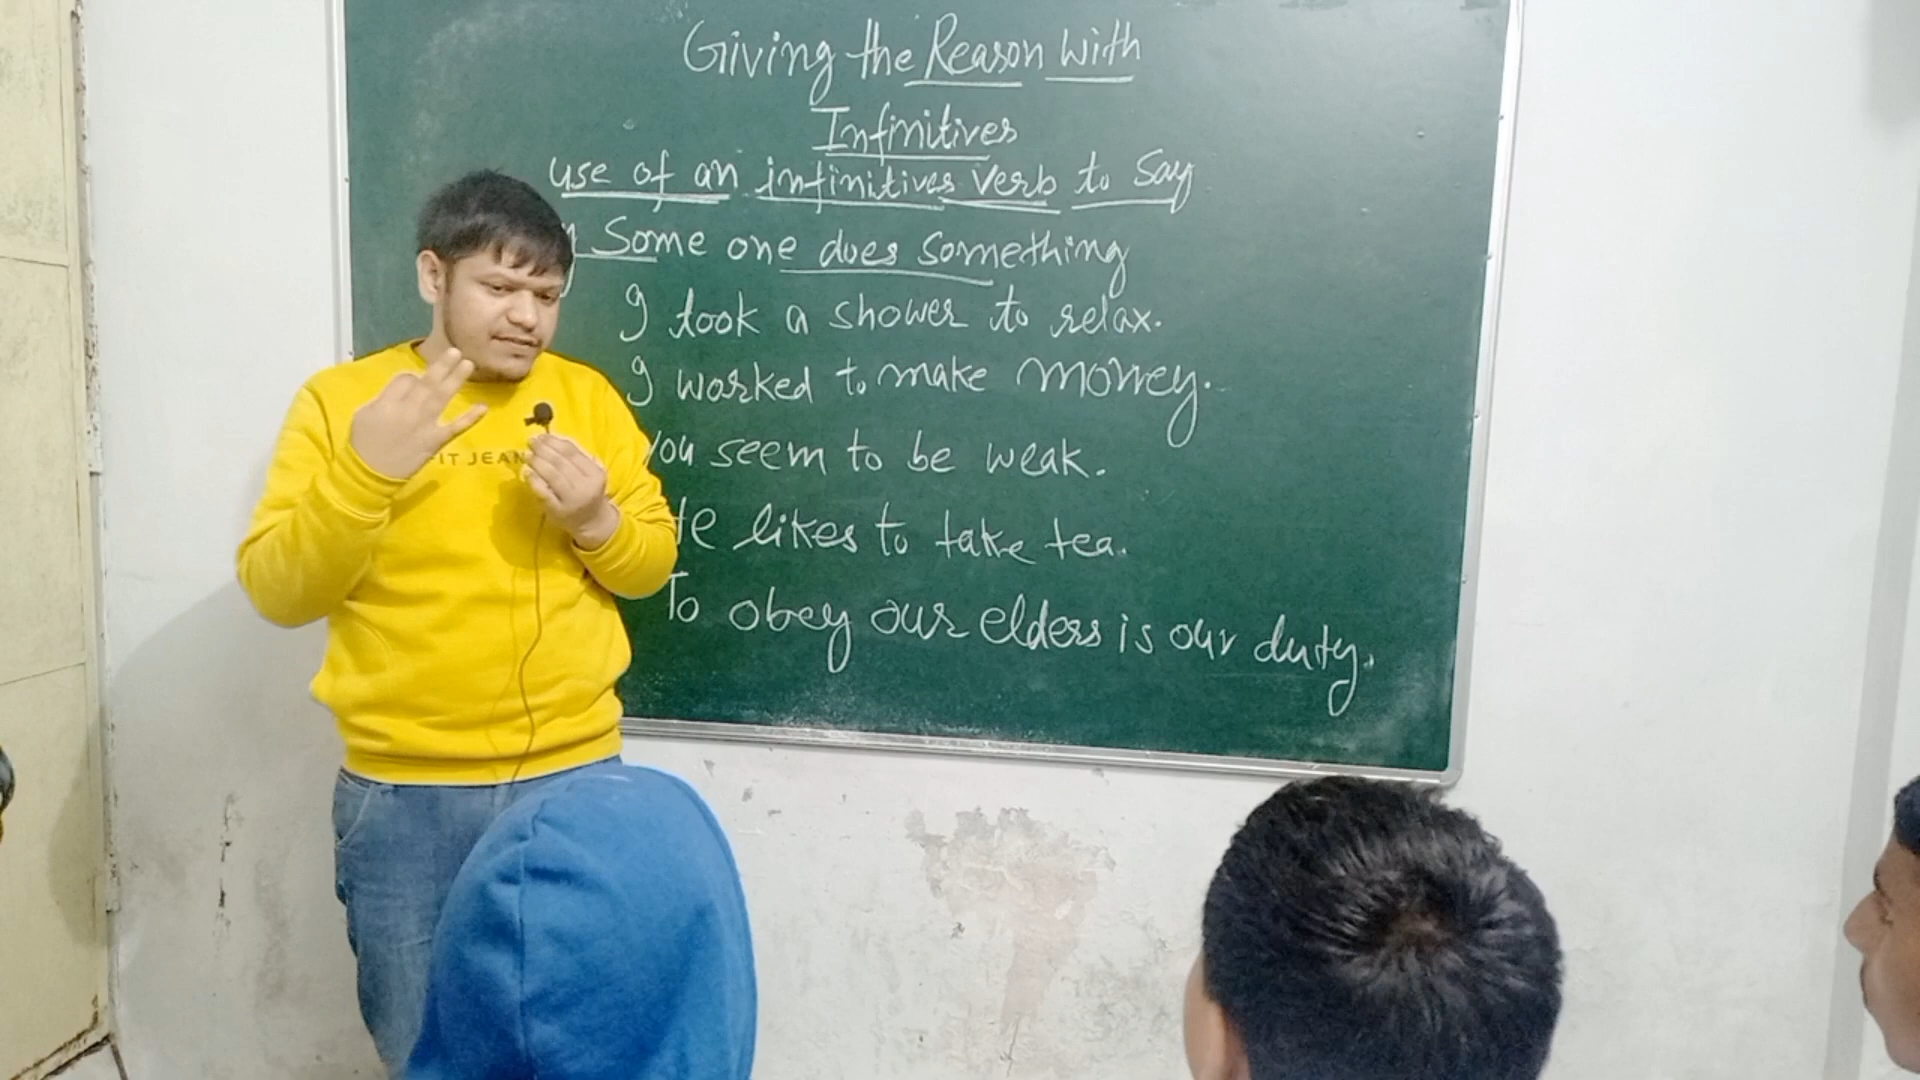 Giving the Reason with
Infinitives
use of an infinitives verb to say
Some one does something
I took a shower to relax.
I worked to make money.
you seem to be weak.
He likes to take tea.
To obey our elders is our duty.
IT JEAN